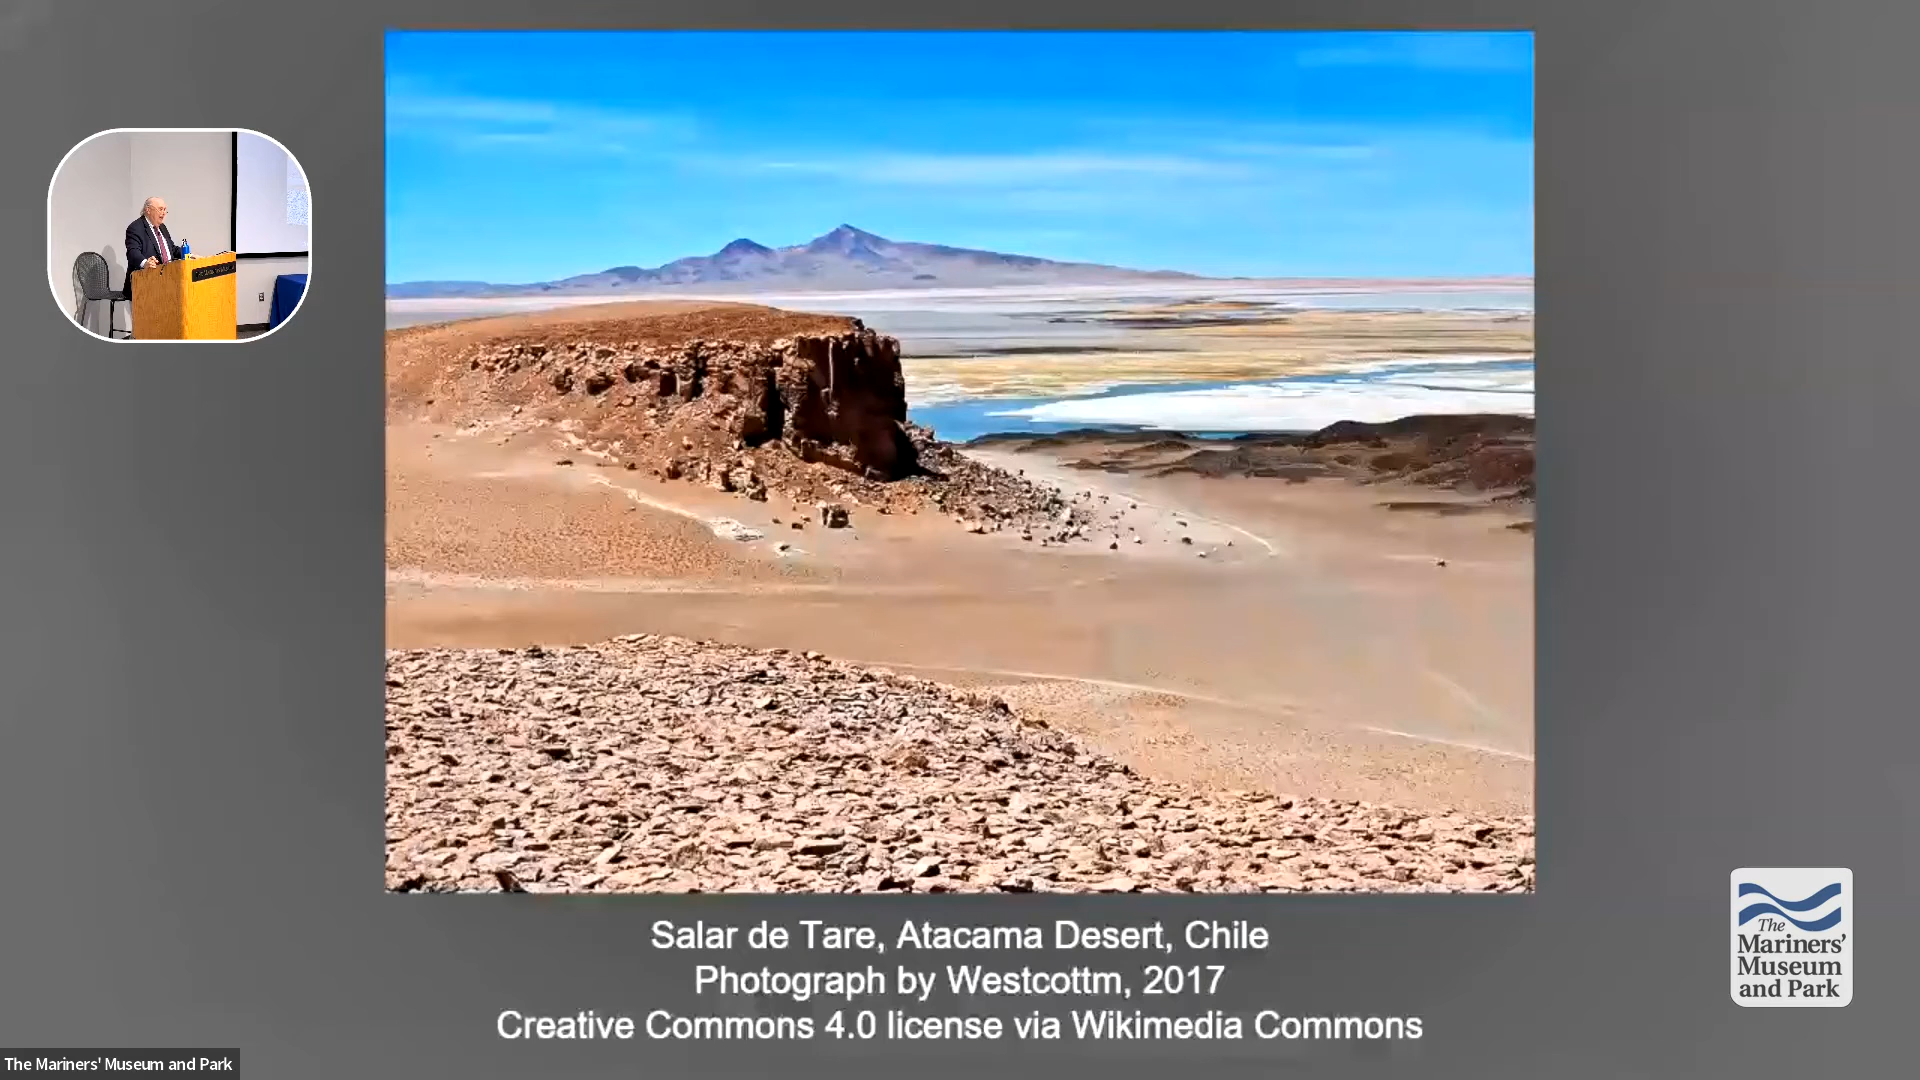 Salar de Tare, Atacama Desert, Chile
Photograph by Westcottm, 2017
Creative Commons 4.0 license via Wikimedia Commons
The
Mariners'
Museum
and Park
The Mariners' Museum and Park